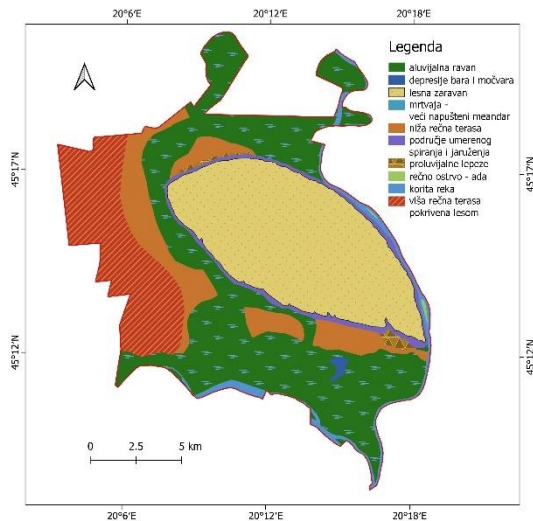 20°6'E 20°12'E 20°18'E
Legenda
aluvijalna ravan
depresije bara I močvara
lesna zaravan
mrtvaja -
veći napušteni meandar
niža rečna terasa
područje umerenog
spiranja i jaruženja
proluvijalne lepeze
rečno ostrvo - ada
korita reka
viša rečna terasa
pokrivena lesom
45°17'N 45°17'N
45°12'N 45°12'N
0 2.5 5 km
20°6'E 20°12'E 20°18'E